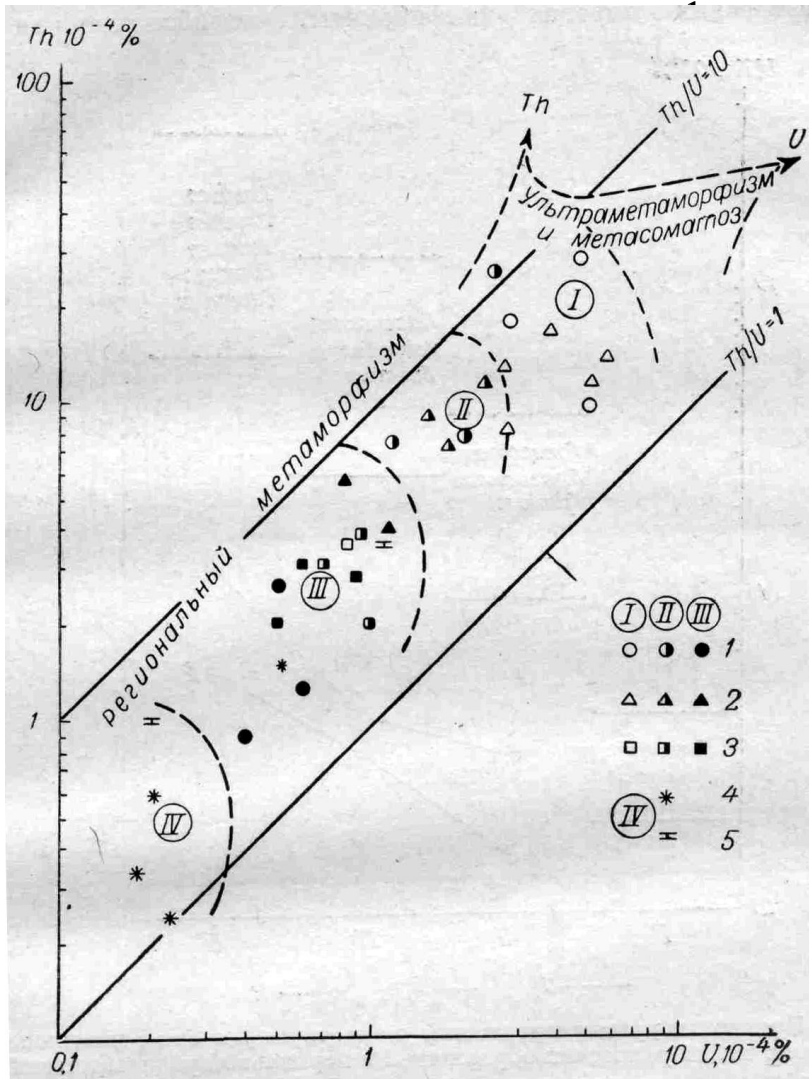 Th 10⁻⁴%
100
Th
Th/U=10
U
ультраметаморфизм
и метасоматоз
I
Th/U=1
10
региональный метаморфизм
II
III
I II III
1
2
3
1
IV
IV 4
5
0,1 1 10 U,10⁻⁴%